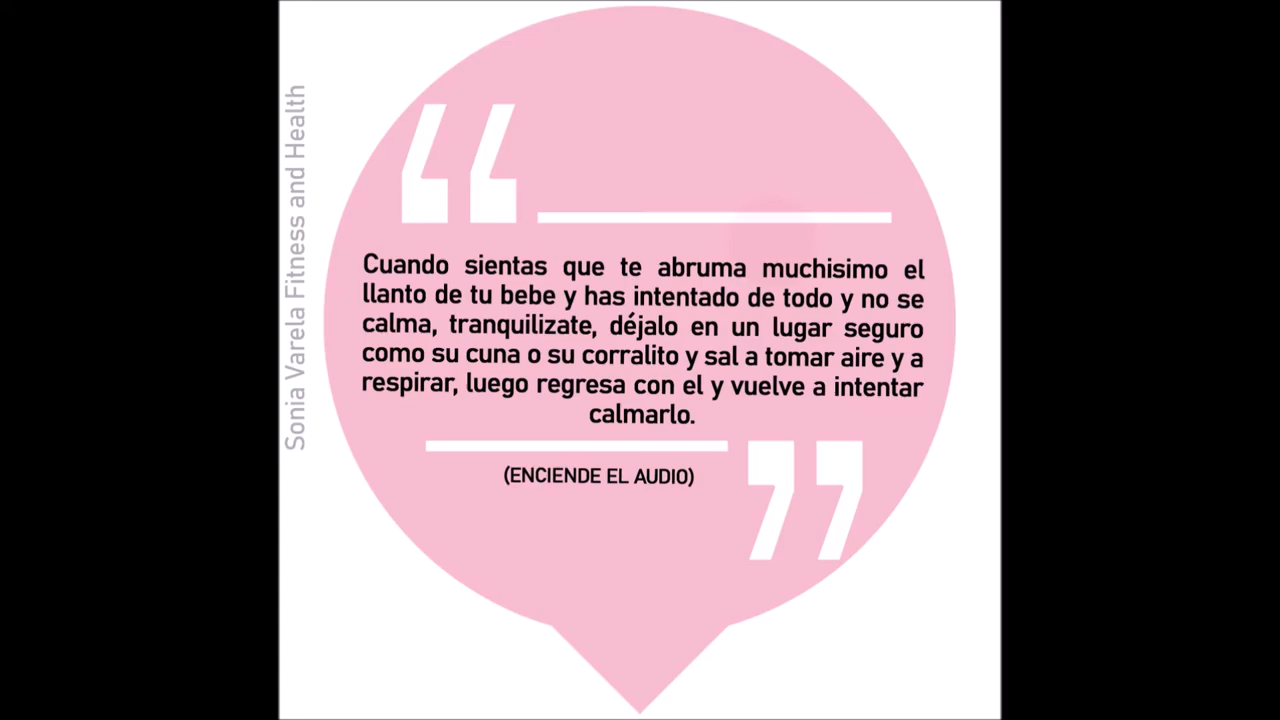 Sonia Varela Fitness and Health
Cuando sientas que te abruma muchisimo el
llanto de tu bebe y has intentado de todo y no se
calma, tranquilizate, déjalo en un lugar seguro
como su cuna o su corralito y sal a tomar aire y a
respirar, luego regresa con el y vuelve a intentar
calmarlo.
(ENCIENDE EL AUDIO)